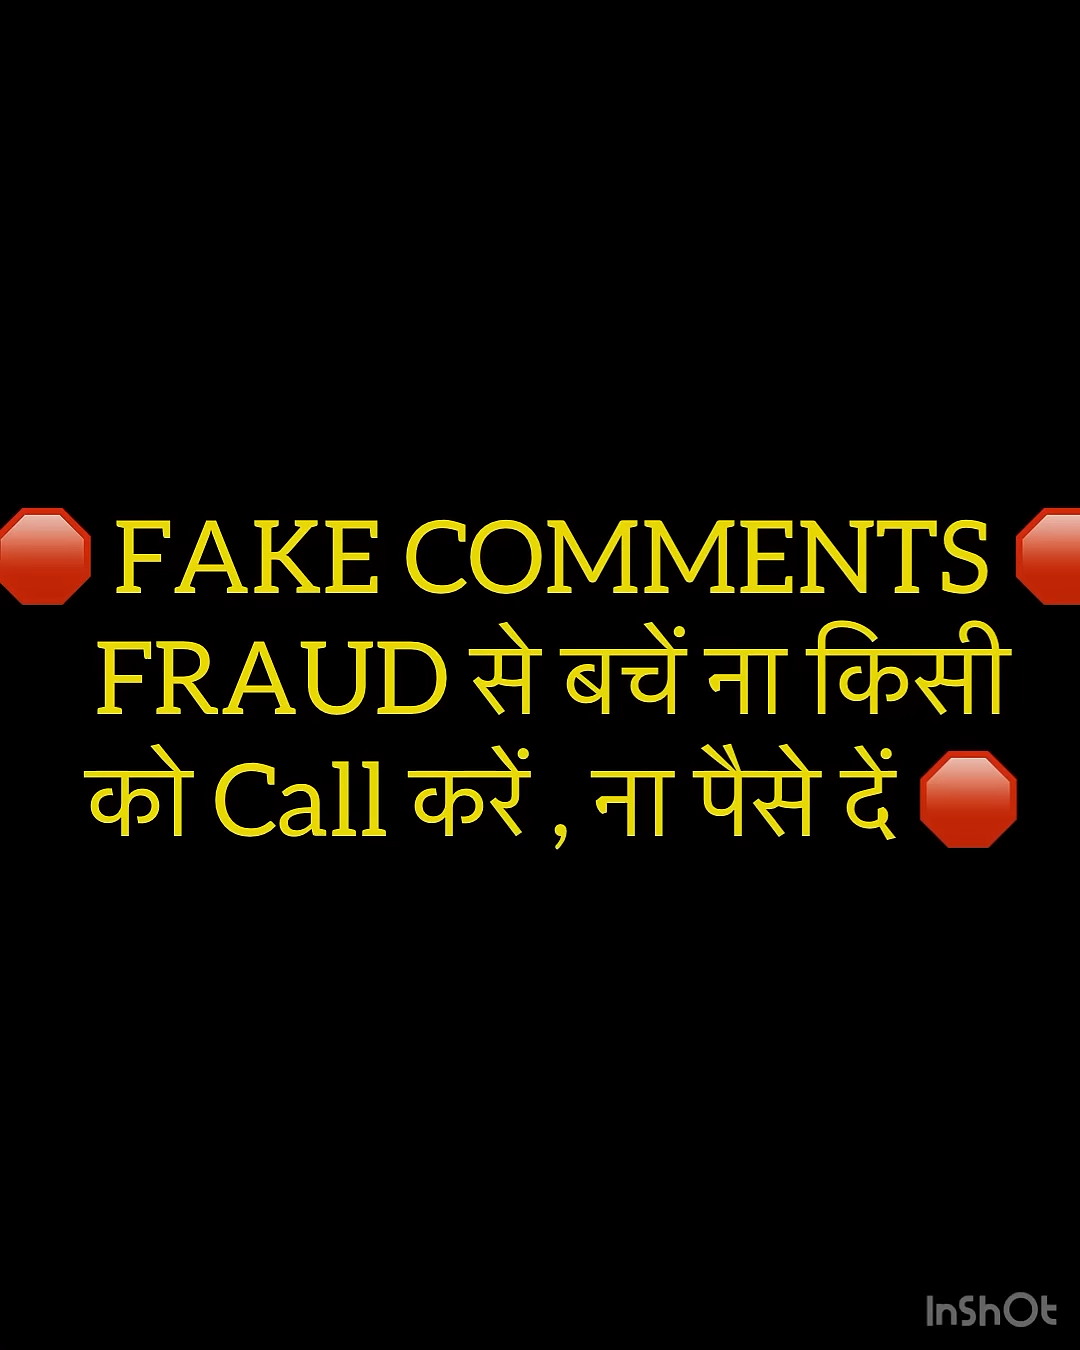 🛑 FAKE COMMENTS 🛑
FRAUD से बचें ना किसी
को Call करें , ना पैसे दें 🛑
InShOt